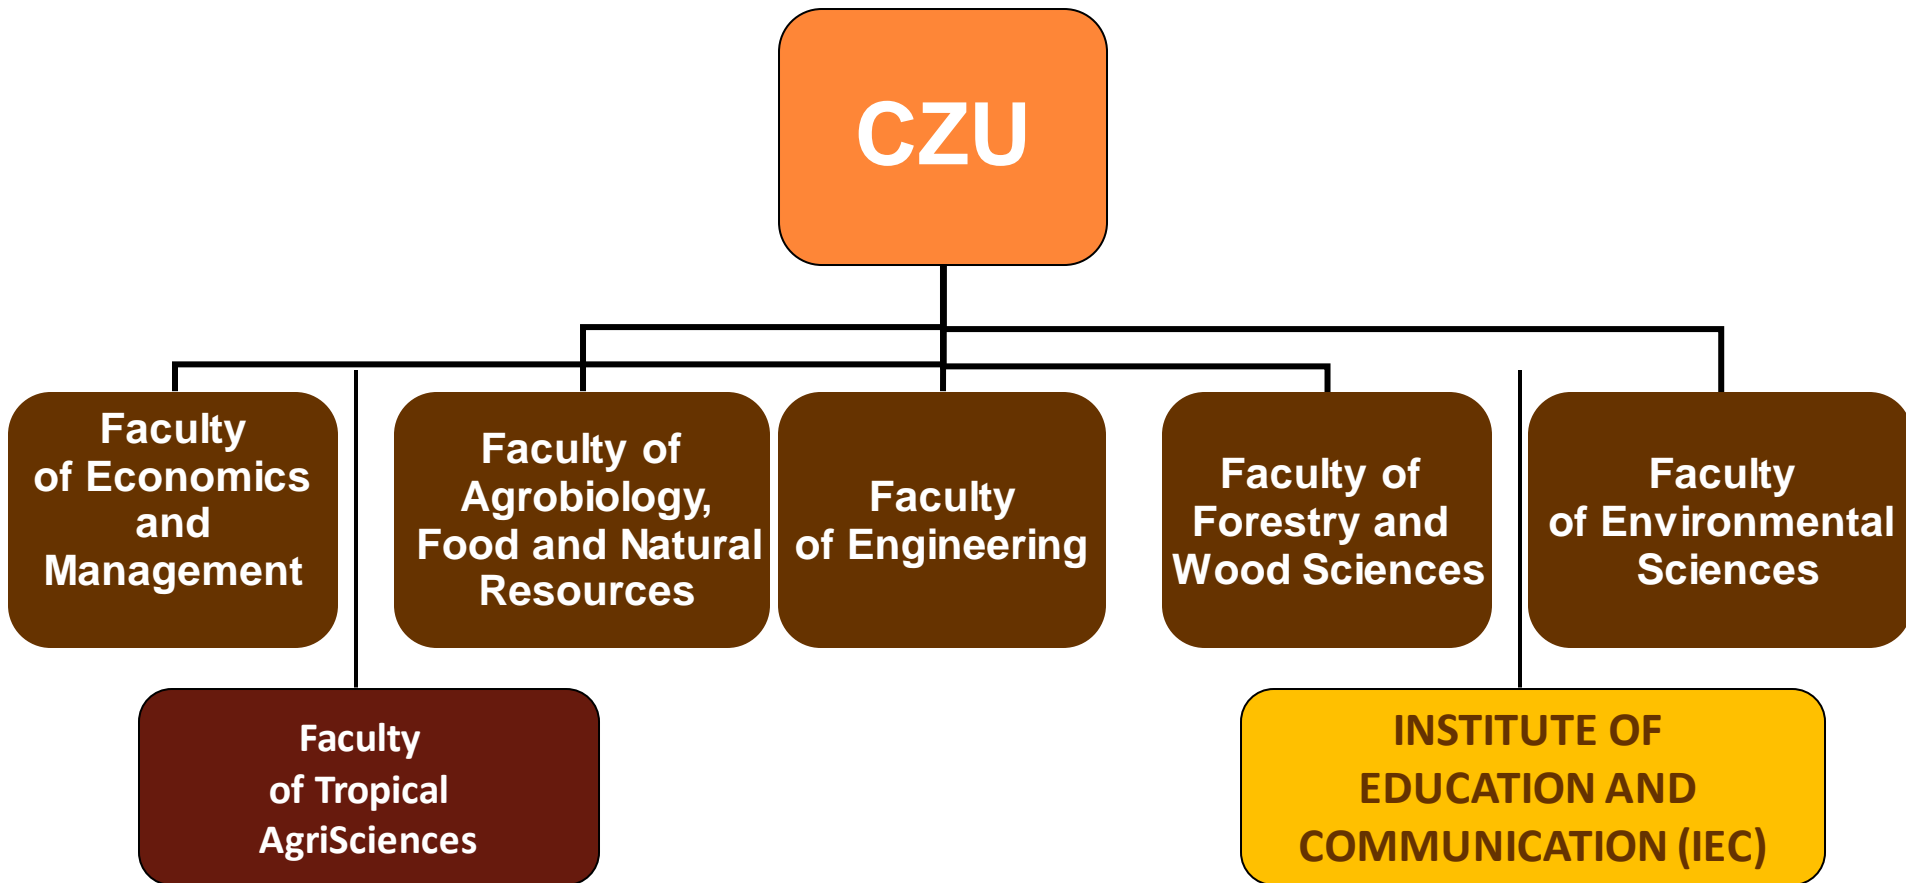 CZU
Faculty
of Economics
and
Management
Faculty of
Agrobiology,
Food and Natural
Resources
Faculty
of Engineering
Faculty of
Forestry and
Wood Sciences
Faculty
of Environmental
Sciences
Faculty
of Tropical
AgriSciences
INSTITUTE OF
EDUCATION AND
COMMUNICATION (IEC)